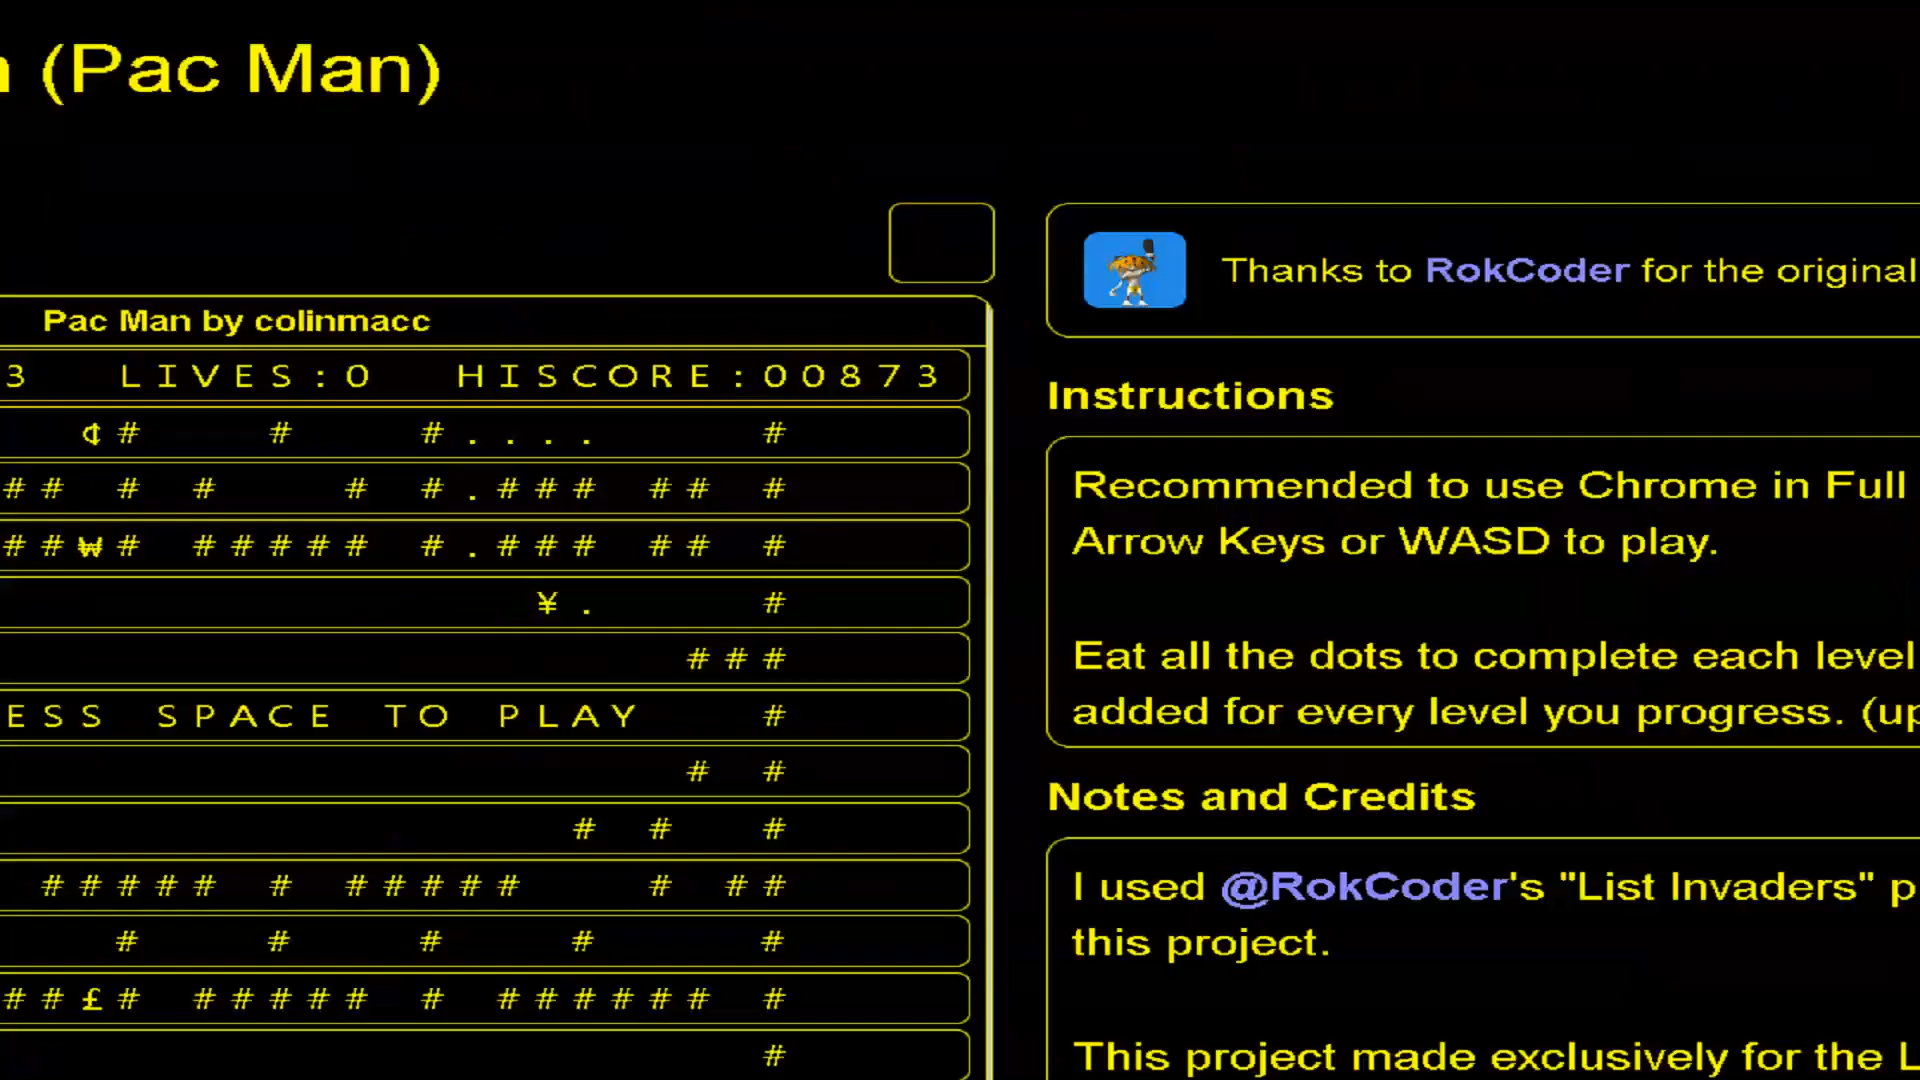 (Pac Man)
Thanks to RokCoder for the original
Pac Man by colinmacc
3 LIVES:0 HISCORE:00873
¢# # #.... #
## # # # #.### ## #
##₩# ##### #.### ## #
¥. #
###
ESS SPACE TO PLAY #
# #
# # #
##### # ##### # ##
# # # # #
##£# ##### # ###### #
#
Instructions
Recommended to use Chrome in Full
Arrow Keys or WASD to play.
Eat all the dots to complete each level
added for every level you progress. (up
Notes and Credits
I used @RokCoder's "List Invaders" p
this project.
This project made exclusively for the L